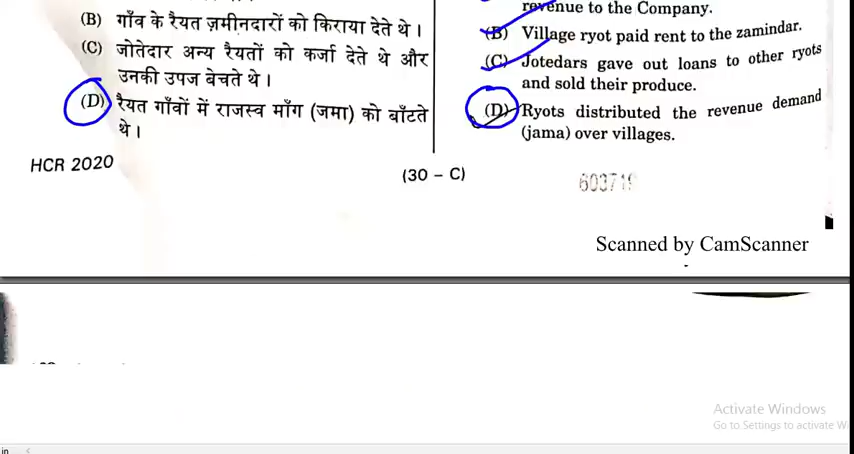 (B) गाँव के रैयत ज़मीनदारों को किराया देते थे ।
(C) जोतेदार अन्य रैयतों को कर्जा देते थे और
उनकी उपज बेचते थे ।
(D) रैयत गाँवों में राजस्व माँग (जमा) को बाँटते
थे ।
HCR 2020
revenue to the Company.
(B) Village ryot paid rent to the zamindar.
(C) Jotedars gave out loans to other ryots
and sold their produce.
(D) Ryots distributed the revenue demand
(jama) over villages.
(30 – C)
Scanned by CamScanner
Activate Windows
Go to Settings to activate